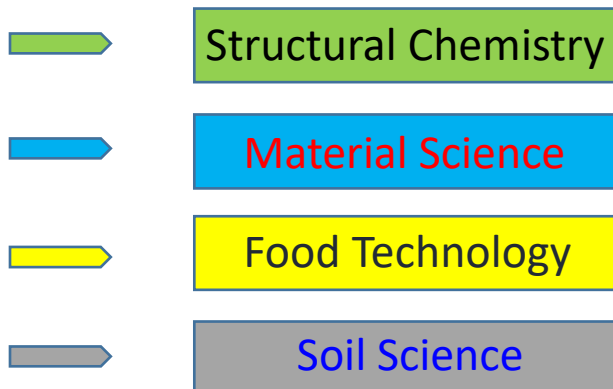 Structural Chemistry
Material Science
Food Technology
Soil Science